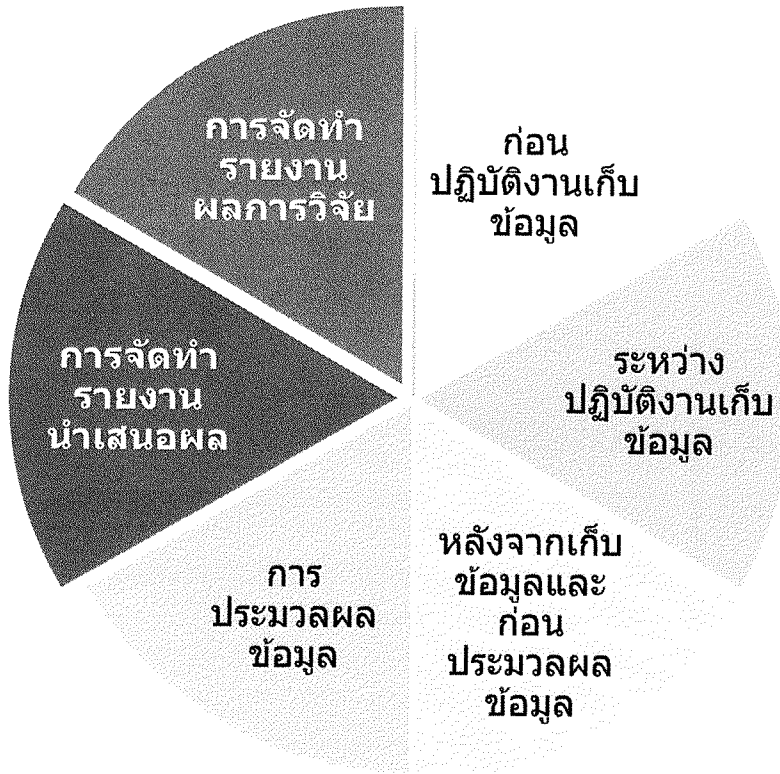 ก่อน
ปฏิบัติงานเก็บ
ข้อมูล
ระหว่าง
ปฏิบัติงานเก็บ
ข้อมูล
หลังจากเก็บ
ข้อมูลและ
ก่อน
ประมวลผล
ข้อมูล
การ
ประมวลผล
ข้อมูล
การจัดทำ
รายงาน
นำเสนอผล
การจัดทำ
รายงาน
ผลการวิจัย